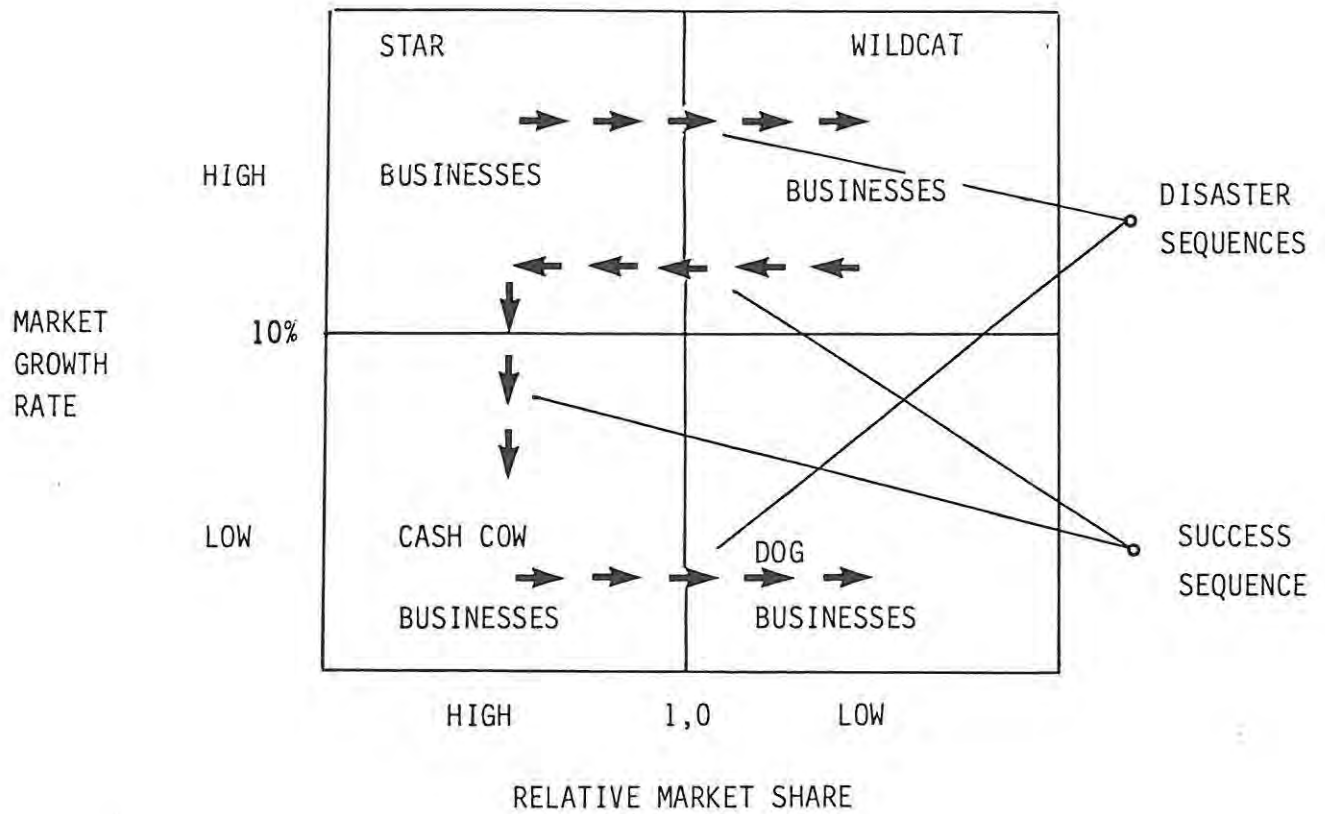 STAR
WILDCAT
HIGH
BUSINESSES
BUSINESSES
DISASTER
SEQUENCES
MARKET
GROWTH
RATE
10%
LOW
CASH COW
DOG
BUSINESSES
BUSINESSES
SUCCESS
SEQUENCE
HIGH
1,0
LOW
RELATIVE MARKET SHARE